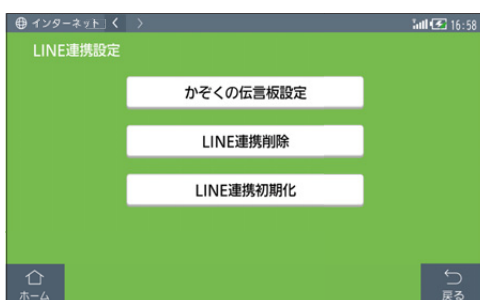 インターネット く >
16:58
LINE連携設定
かぞくの伝言板設定
LINE連携削除
LINE連携初期化
ホーム
戻る